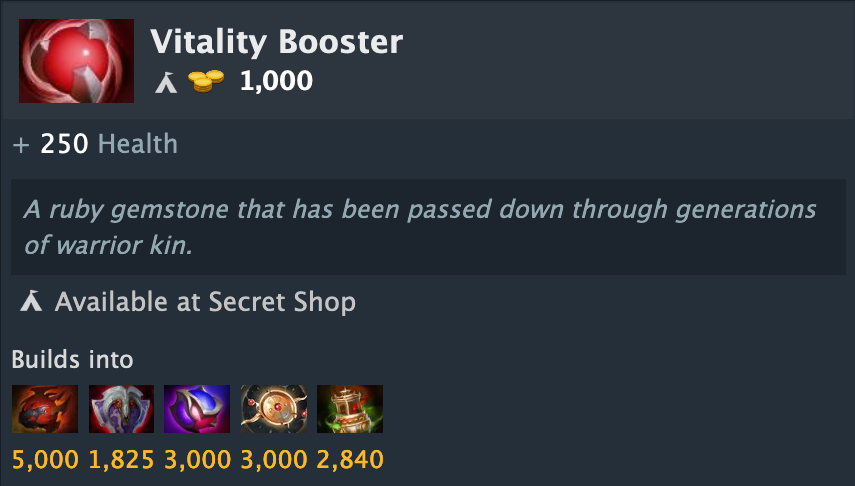 Vitality Booster
1,000
+ 250 Health
A ruby gemstone that has been passed down through generations
of warrior kin.
Available at Secret Shop
Builds into
5,000 1,825 3,000 3,000 2,840